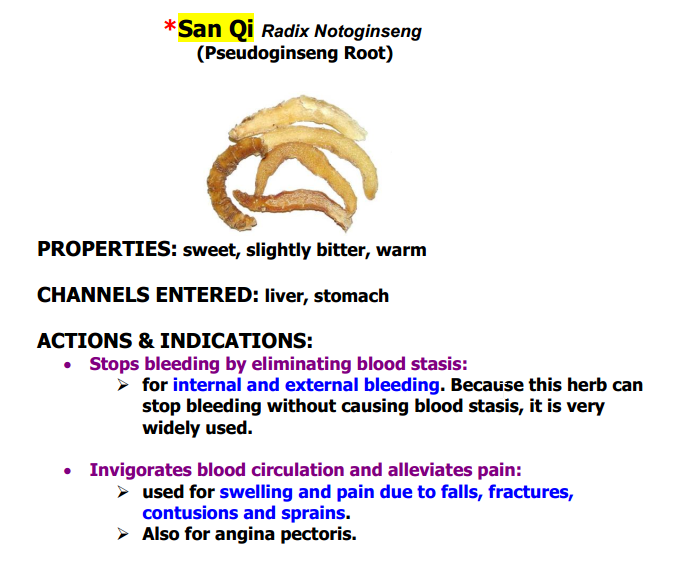 *San Qi Radix Notoginseng
(Pseudoginseng Root)
PROPERTIES: sweet, slightly bitter, warm
CHANNELS ENTERED: liver, stomach
ACTIONS & INDICATIONS:
• Stops bleeding by eliminating blood stasis:
➢ for internal and external bleeding. Because this herb can
stop bleeding without causing blood stasis, it is very
widely used.
• Invigorates blood circulation and alleviates pain:
➢ used for swelling and pain due to falls, fractures,
contusions and sprains.
➢ Also for angina pectoris.